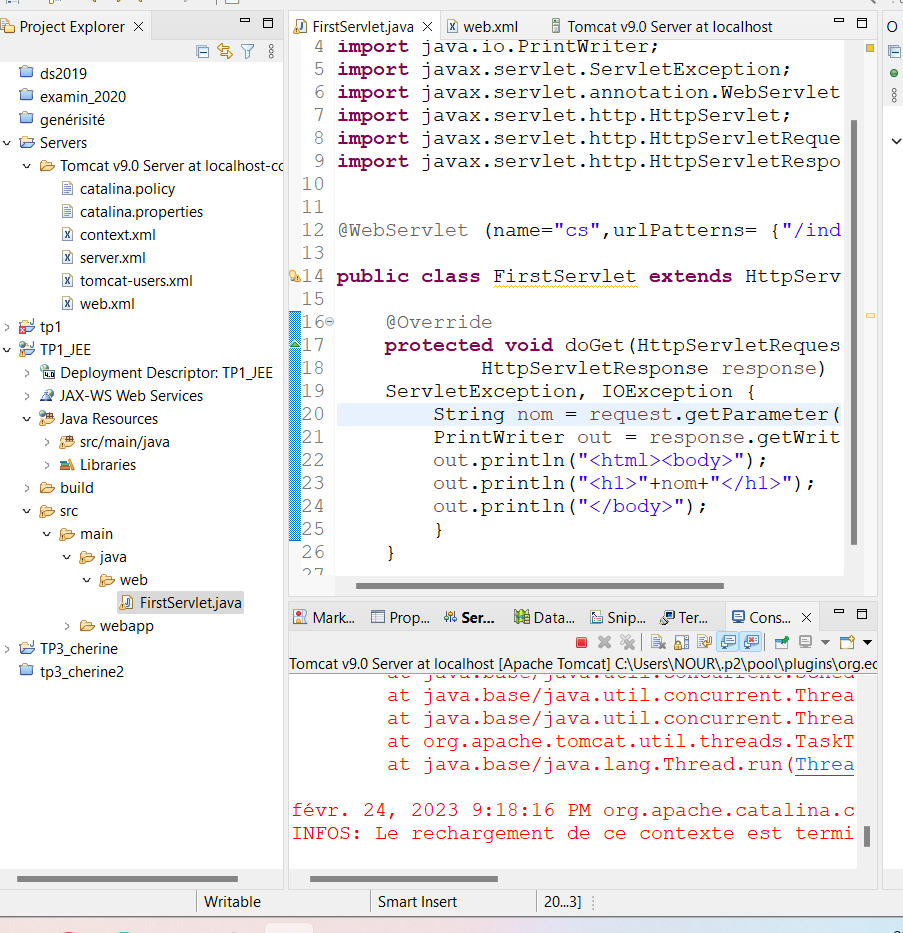 Project Explorer
ds2019
examin_2020
genérisité
Servers
Tomcat v9.0 Server at localhost-co
catalina.policy
catalina.properties
context.xml
server.xml
tomcat-users.xml
web.xml
tp1
TP1_JEE
Deployment Descriptor: TP1_JEE
JAX-WS Web Services
Java Resources
src/main/java
Libraries
build
src
main
java
web
FirstServlet.java
webapp
TP3_cherine
tp3_cherine2
FirstServlet.java
web.xml
Tomcat v9.0 Server at localhost
O
4 import java.io.PrintWriter;
5 import javax.servlet.ServletException;
6 import javax.servlet.annotation.WebServlet
7 import javax.servlet.http.HttpServlet;
8 import javax.servlet.http.HttpServletReque
9 import javax.servlet.http.HttpServletRespo
10
11
12 @WebServlet (name="cs",urlPatterns= {"/ind
13
14 public class FirstServlet extends HttpServ
15
16 @Override
17 protected void doGet(HttpServletReques
18 HttpServletResponse response)
19 ServletException, IOException {
20 String nom = request.getParameter(
21 PrintWriter out = response.getWrit
22 out.println("<html><body>");
23 out.println("<h1>"+nom+"</h1>");
24 out.println("</body>");
25 }
26 }
27
Mark...
Prop...
Ser...
Data...
Snip...
Ter...
Cons...
Tomcat v9.0 Server at localhost [Apache Tomcat] C:\Users\NOUR\.p2\pool\plugins\org.ec
at java.base/java.util.concurrent.Sched
at java.base/java.util.concurrent.Threa
at java.base/java.util.concurrent.Threa
at org.apache.tomcat.util.threads.TaskT
at java.base/java.lang.Thread.run(Threa
févr. 24, 2023 9:18:16 PM org.apache.catalina.c
INFOS: Le rechargement de ce contexte est termi
Writable
Smart Insert
20...3]